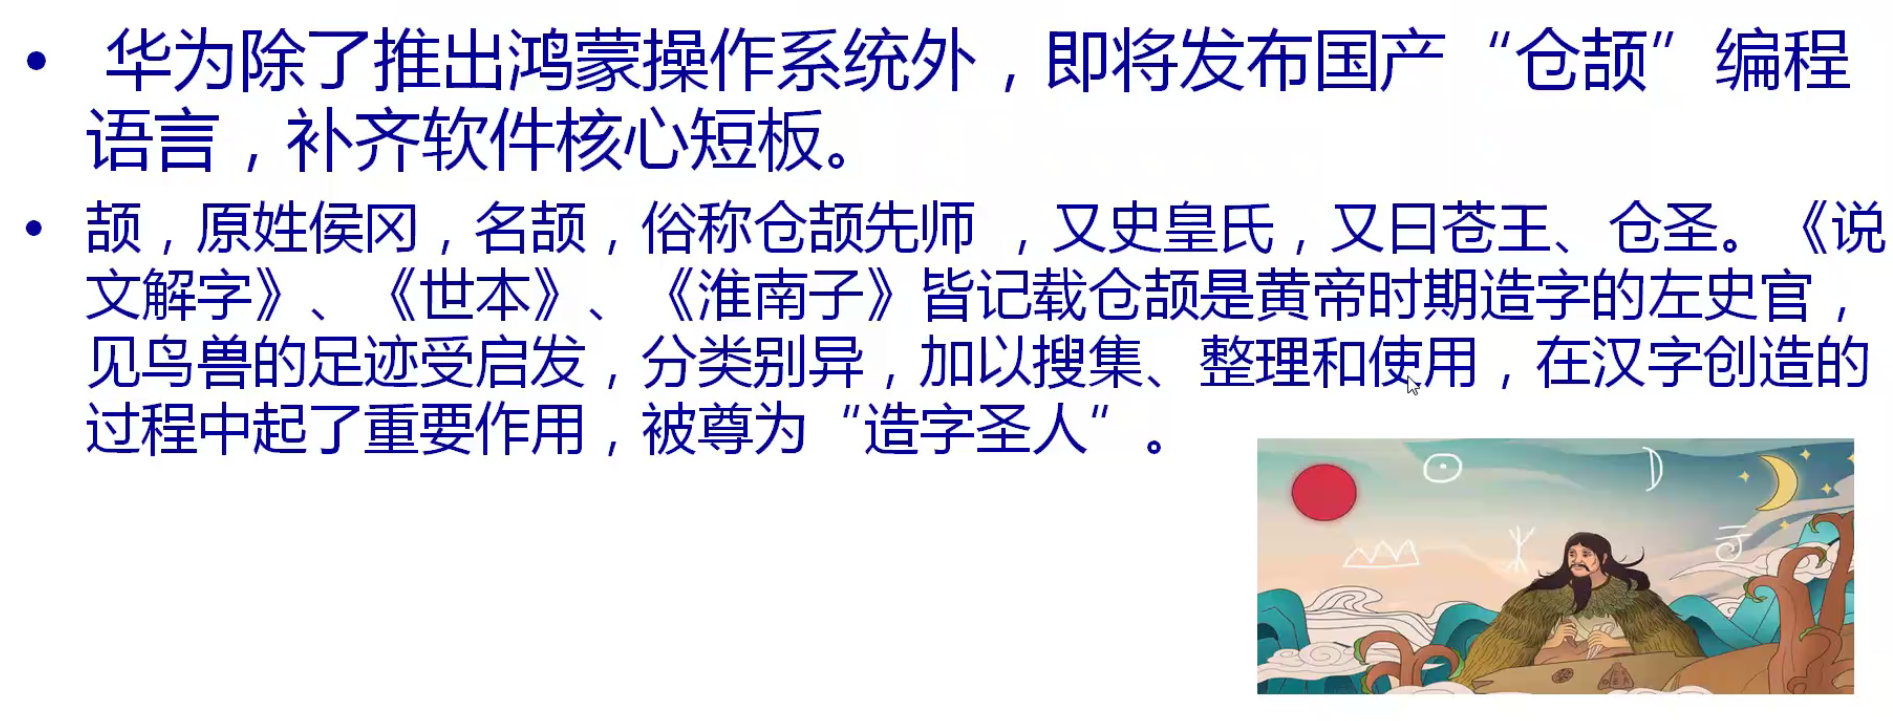 • 华为除了推出鸿蒙操作系统外，即将发布国产“仓颉”编程
语言，补齐软件核心短板。
• 颉，原姓侯冈，名颉，俗称仓颉先师 ，又史皇氏，又曰苍王、仓圣。《说
文解字》、《世本》、《淮南子》皆记载仓颉是黄帝时期造字的左史官，
见鸟兽的足迹受启发，分类别异，加以搜集、整理和使用，在汉字创造的
过程中起了重要作用，被尊为“造字圣人”。